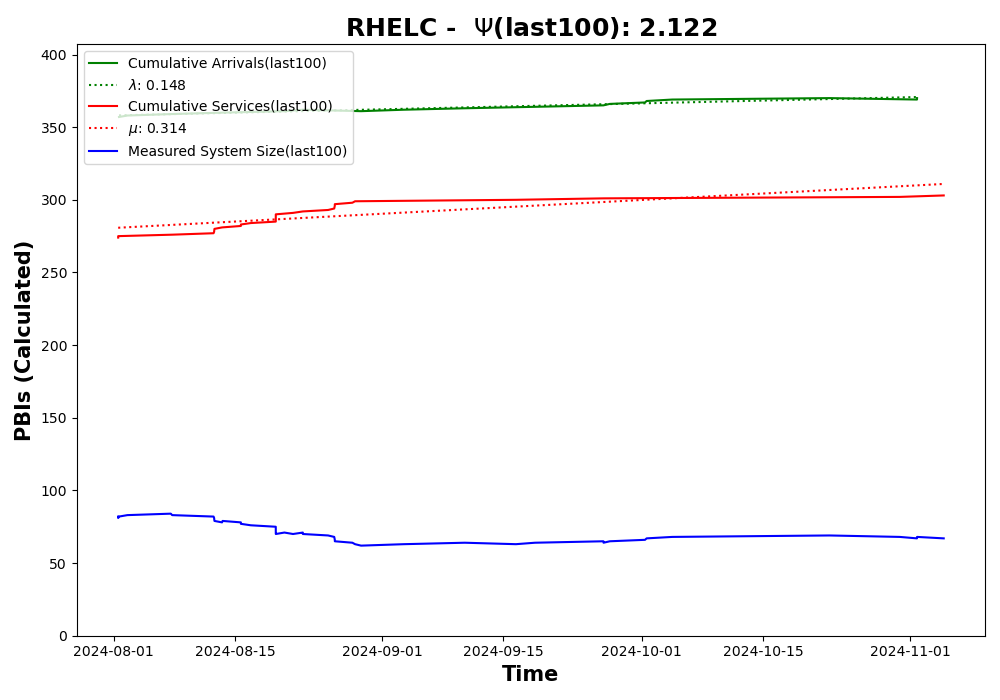 RHELC - Ψ(last100): 2.122
Cumulative Arrivals(last100)
λ: 0.148
Cumulative Services(last100)
μ: 0.314
Measured System Size(last100)
PBIs (Calculated)
400
350
300
250
200
150
100
50
0
2024-08-01 2024-08-15 2024-09-01 2024-09-15 2024-10-01 2024-10-15 2024-11-01
Time